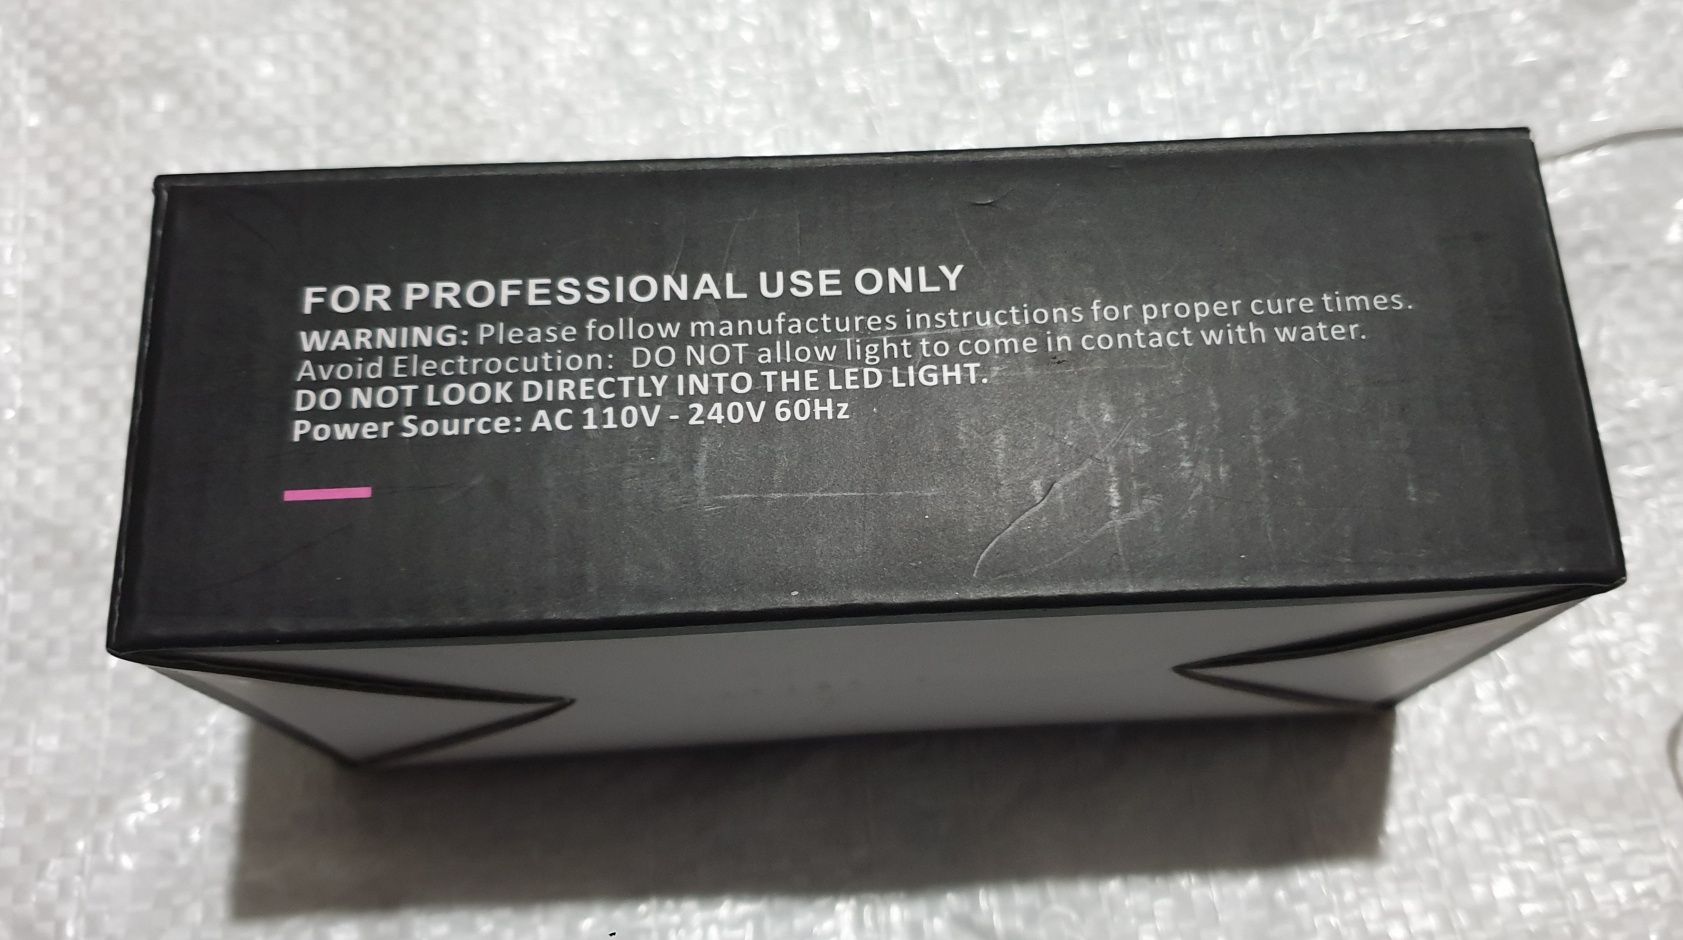 FOR PROFESSIONAL USE ONLY
WARNING: Please follow manufactures instructions for proper cure times.
Avoid Electrocution: DO NOT allow light to come in contact with water.
DO NOT LOOK DIRECTLY INTO THE LED LIGHT.
Power Source: AC 110V - 240V 60Hz